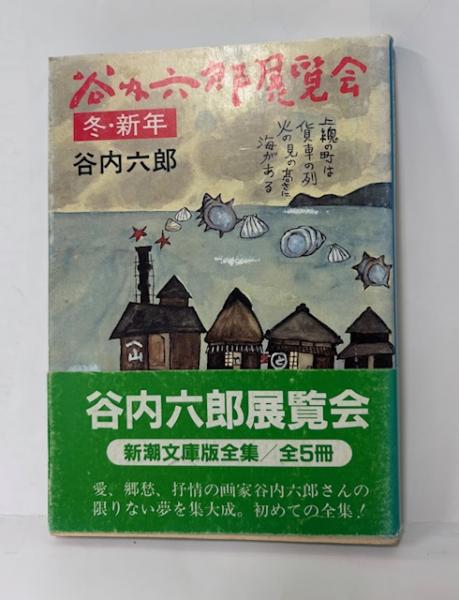 谷内六郎展覧会
冬·新年
谷内六郎
上總の町は
貨車の列
火の見の高さに
海がある
山
谷内六郎展覧会
新潮文庫版全集/全5冊
愛、郷愁、抒情の画家谷内六郎さんの
限りない夢を集大成。初めての全集!